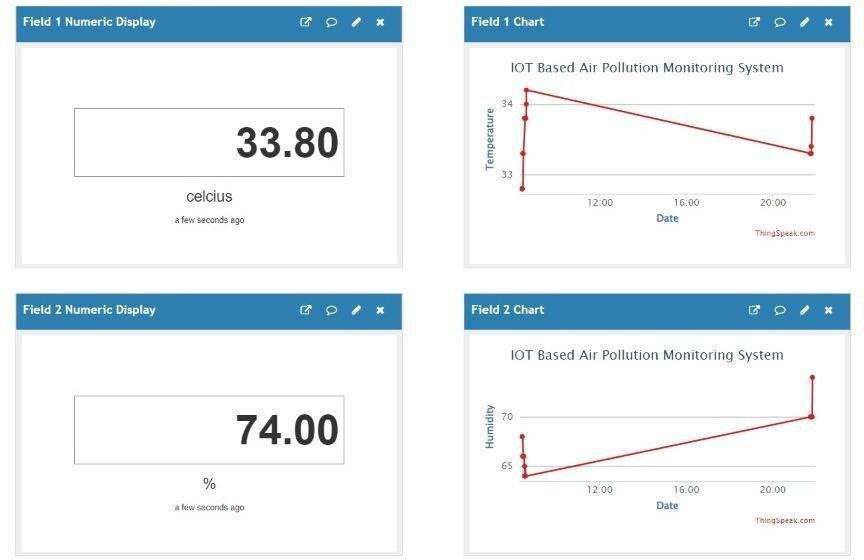 Field 1 Numeric Display
33.80
celcius
a few seconds ago
Field 1 Chart
IOT Based Air Pollution Monitoring System
Temperature
34
33
12:00 16:00 20:00
Date
ThingSpeak.com
Field 2 Numeric Display
74.00
%
a few seconds ago
Field 2 Chart
IOT Based Air Pollution Monitoring System
Humidity
70
65
12:00 16:00 20:00
Date
ThingSpeak.com